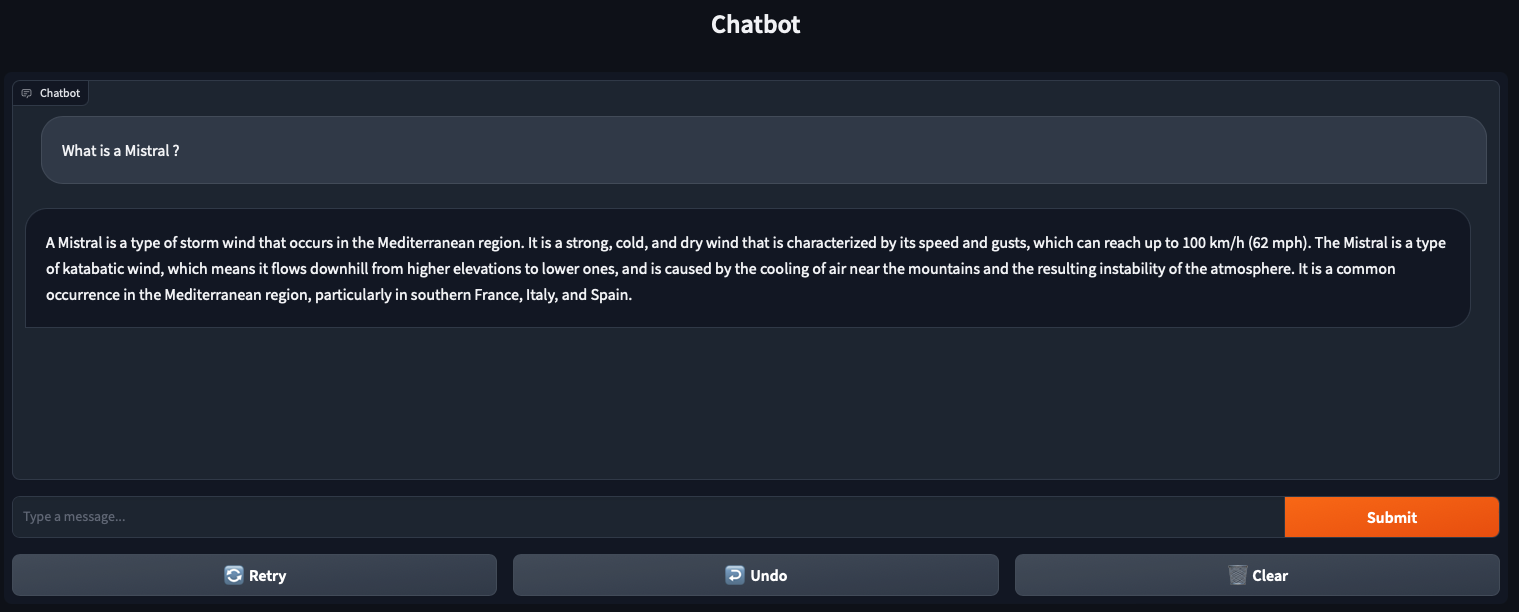 Chatbot
Chatbot
What is a Mistral ?
A Mistral is a type of storm wind that occurs in the Mediterranean region. It is a strong, cold, and dry wind that is characterized by its speed and gusts, which can reach up to 100 km/h (62 mph). The Mistral is a type
of katabatic wind, which means it flows downhill from higher elevations to lower ones, and is caused by the cooling of air near the mountains and the resulting instability of the atmosphere. It is a common
occurrence in the Mediterranean region, particularly in southern France, Italy, and Spain.
Type a message...
Submit
Retry
Undo
Clear